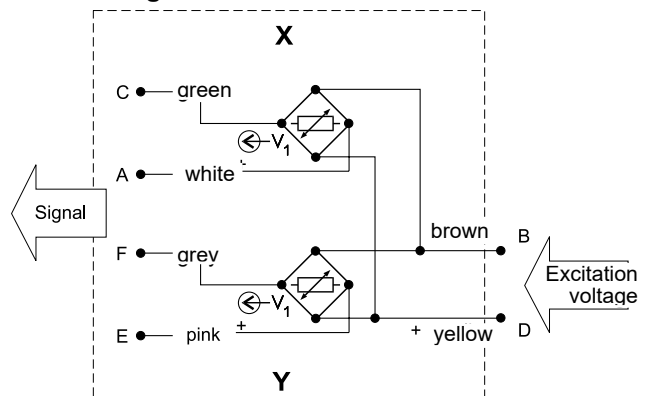 X
C green
V1
+
A white
Signal
brown B
F grey
Excitation
voltage
V1
+
E pink
+ yellow D
Y